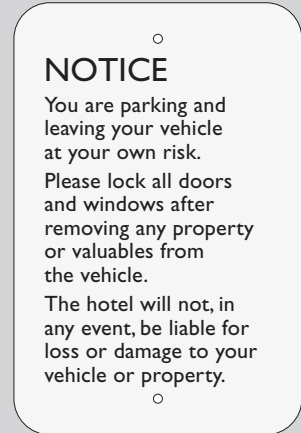 NOTICE
You are parking and
leaving your vehicle
at your own risk.
Please lock all doors
and windows after
removing any property
or valuables from
the vehicle.
The hotel will not, in
any event, be liable for
loss or damage to your
vehicle or property.